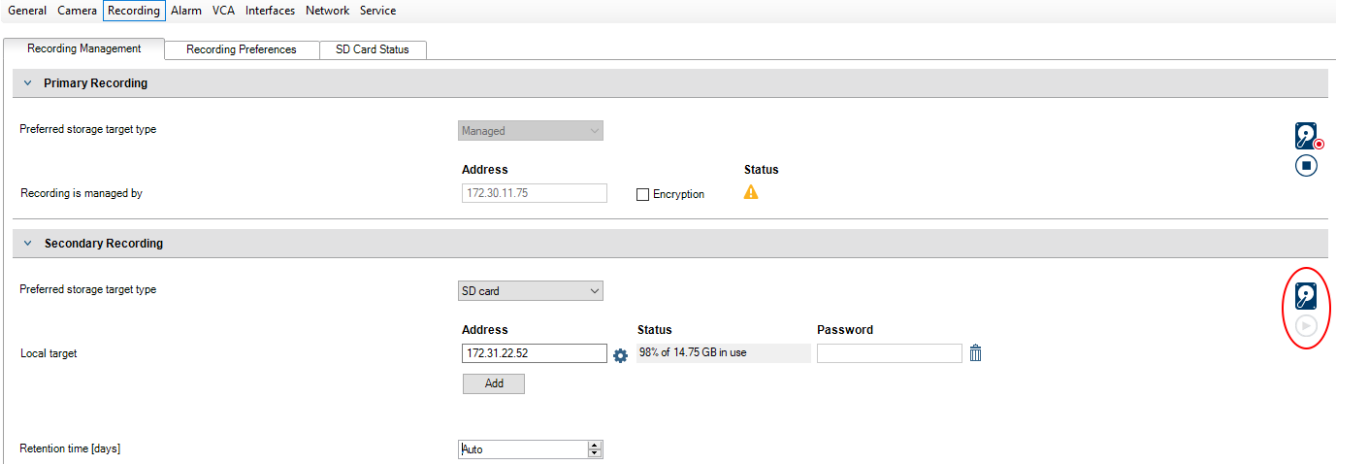 General Camera Recording Alarm VCA Interfaces Network Service
Recording Management Recording Preferences SD Card Status
Primary Recording
Preferred storage target type Managed
Address Status
Recording is managed by 172.30.11.75 Encryption
Secondary Recording
Preferred storage target type SD card
Address Status Password
Local target 172.31.22.52 98% of 14.75 GB in use
Add
Retention time [days] Auto